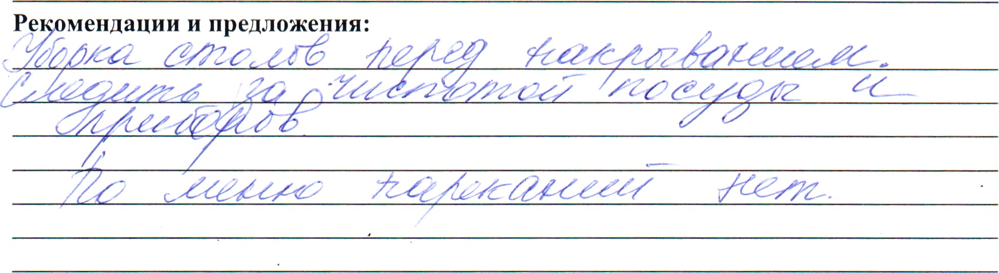 Рекомендации и предложения:
Уборка столов перед накрыванием.
Следить за чистотой посуды и
приборов
По меню нареканий нет.